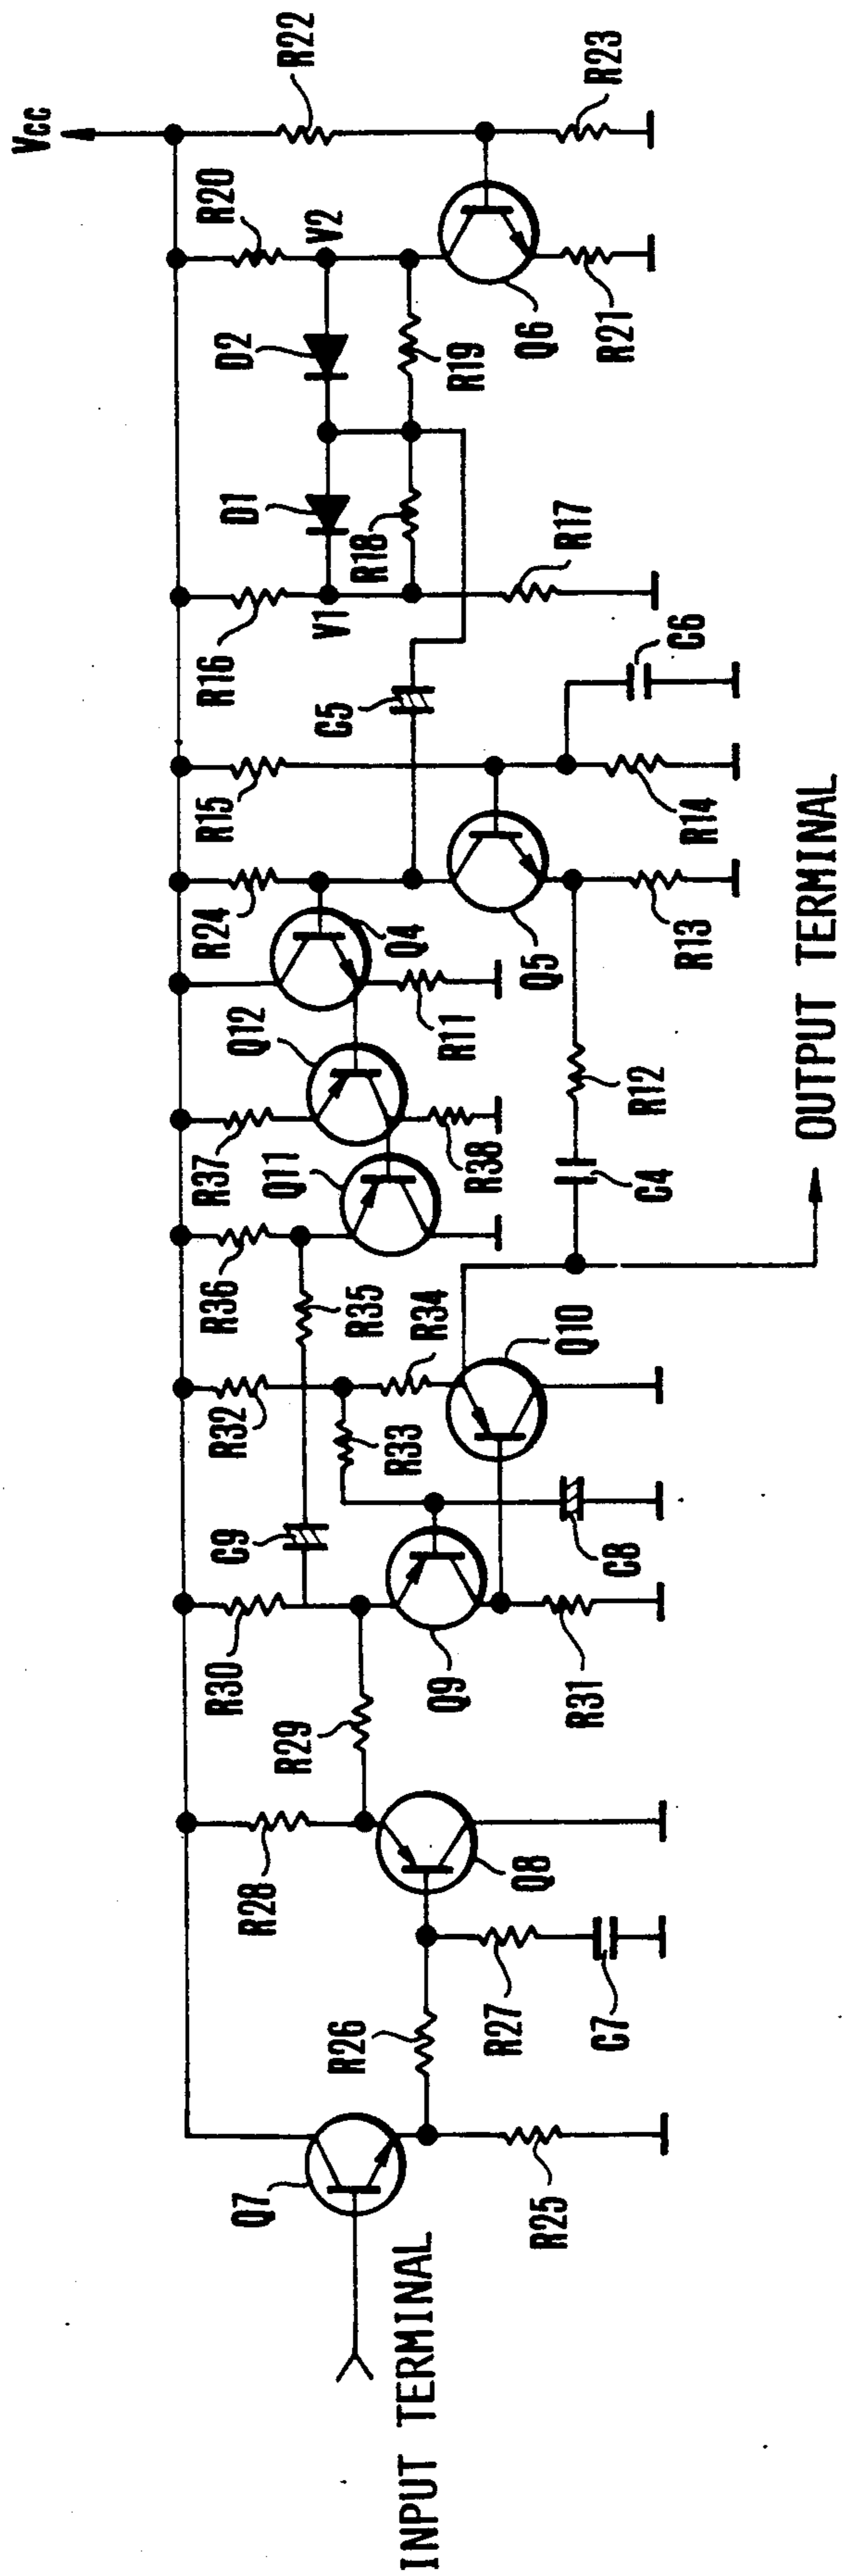 INPUT TERMINAL
Q7
R25
R26
R27
C7
Q8
R28
R29
R30
C9
Q9
R31
C8
R32
R33
R34
Q10
R35
R36
Q11
R37
Q12
R38
Q4
R11
C4
R12
OUTPUT TERMINAL
R24
Q5
R13
R15
R14
C5
C6
R16
V1
R17
D1
R18
D2
R19
R20
V2
Q6
R21
Vcc
R22
R23